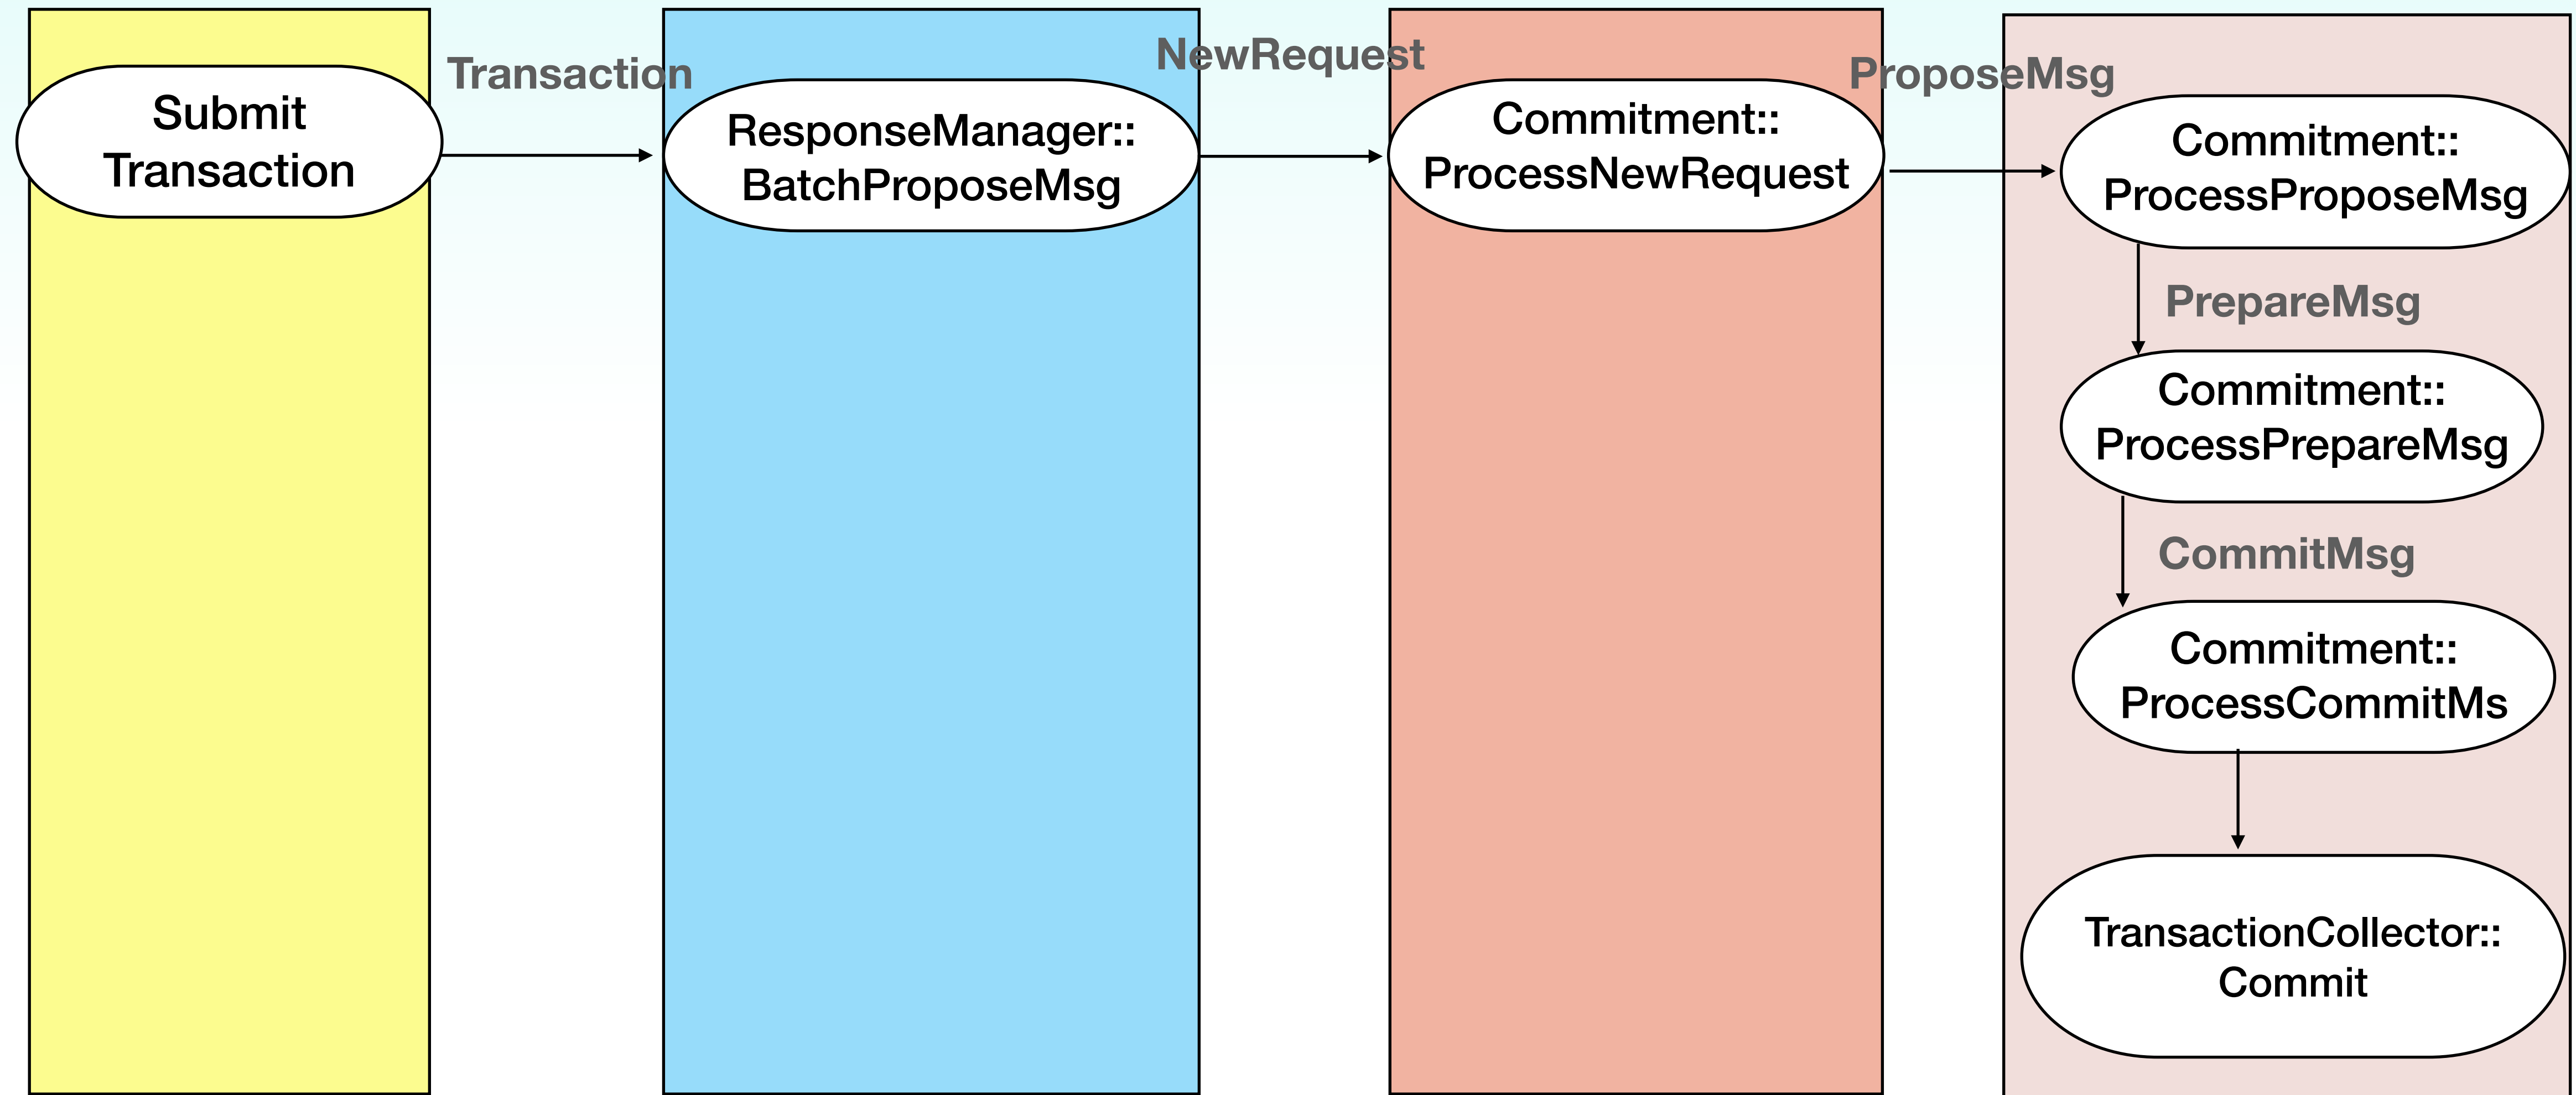 Submit
Transaction
Transaction
ResponseManager::
BatchProposeMsg
NewRequest
Commitment::
ProcessNewRequest
ProposeMsg
Commitment::
ProcessProposeMsg
PrepareMsg
Commitment::
ProcessPrepareMsg
CommitMsg
Commitment::
ProcessCommitMs
TransactionCollector::
Commit